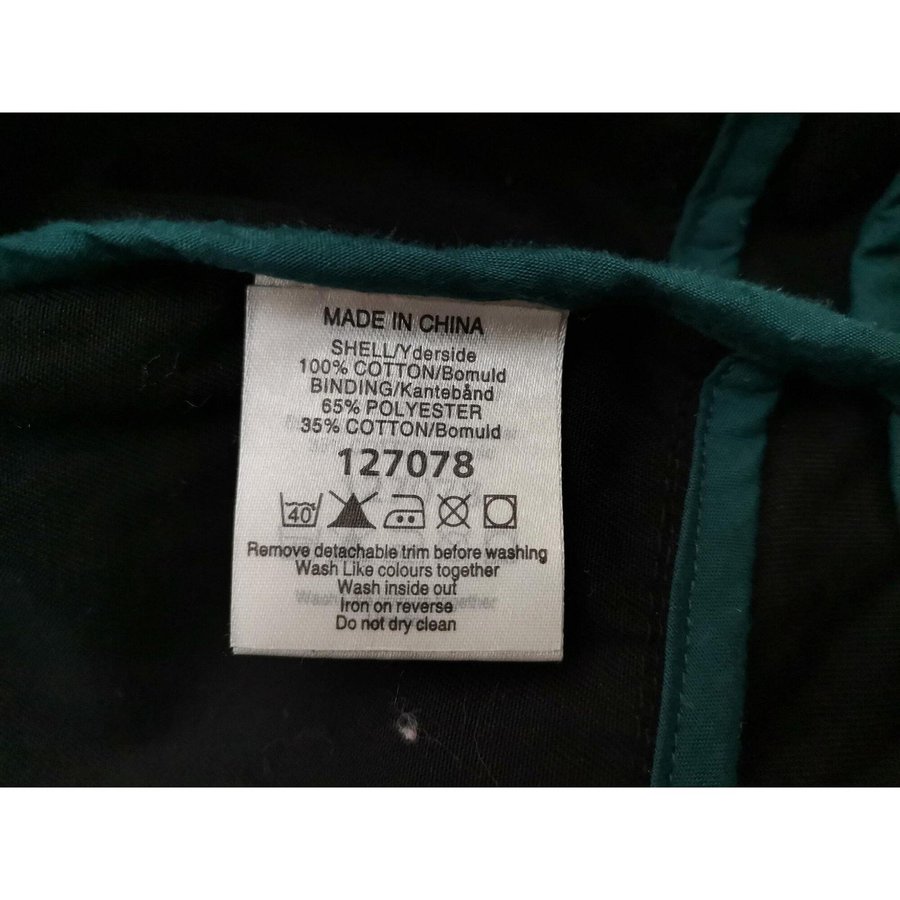 MADE IN CHINA
SHELL/Yderside
100% COTTON/Bomuld
BINDING/Kantebånd
65% POLYESTER
35% COTTON/Bomuld
127078
40
Remove detachable trim before washing
Wash Like colours together
Wash inside out
Iron on reverse
Do not dry clean